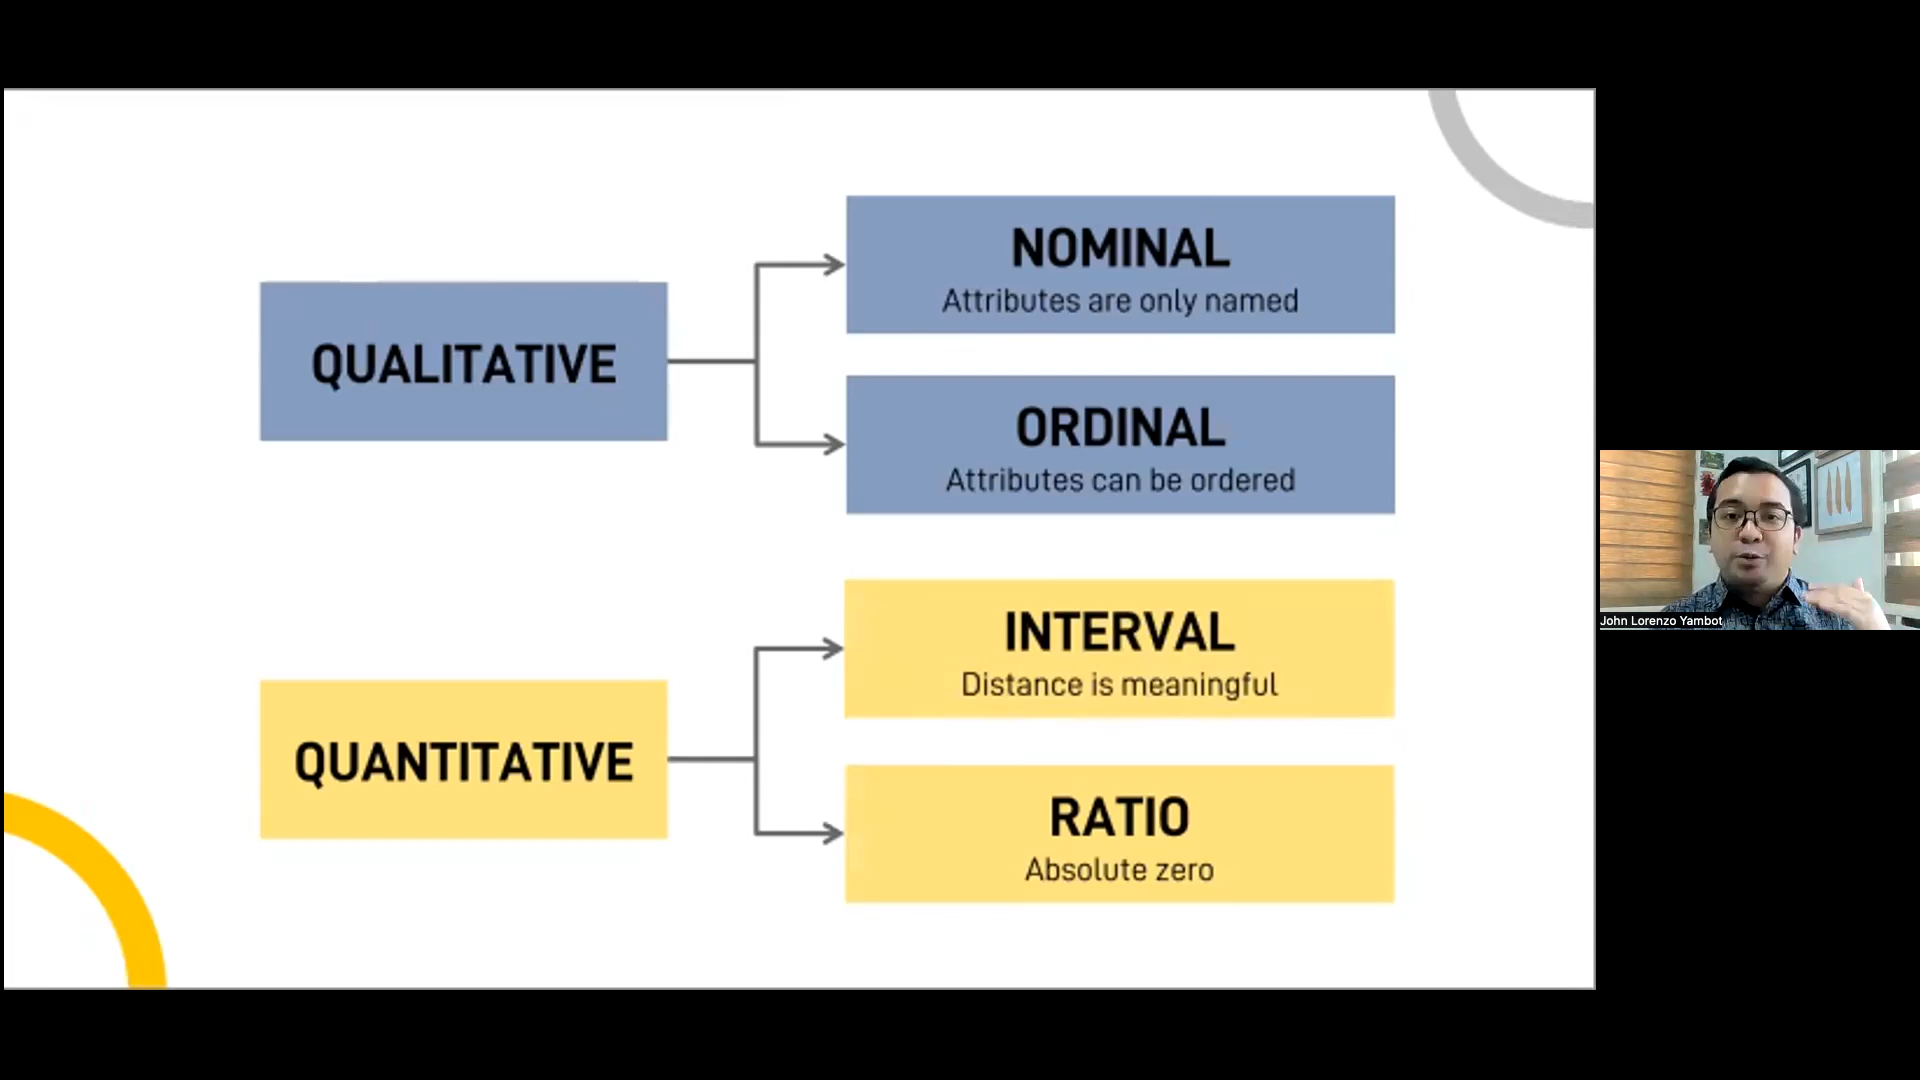 QUALITATIVE
NOMINAL
Attributes are only named
ORDINAL
Attributes can be ordered
QUANTITATIVE
INTERVAL
Distance is meaningful
RATIO
Absolute zero
John Lorenzo Yambot